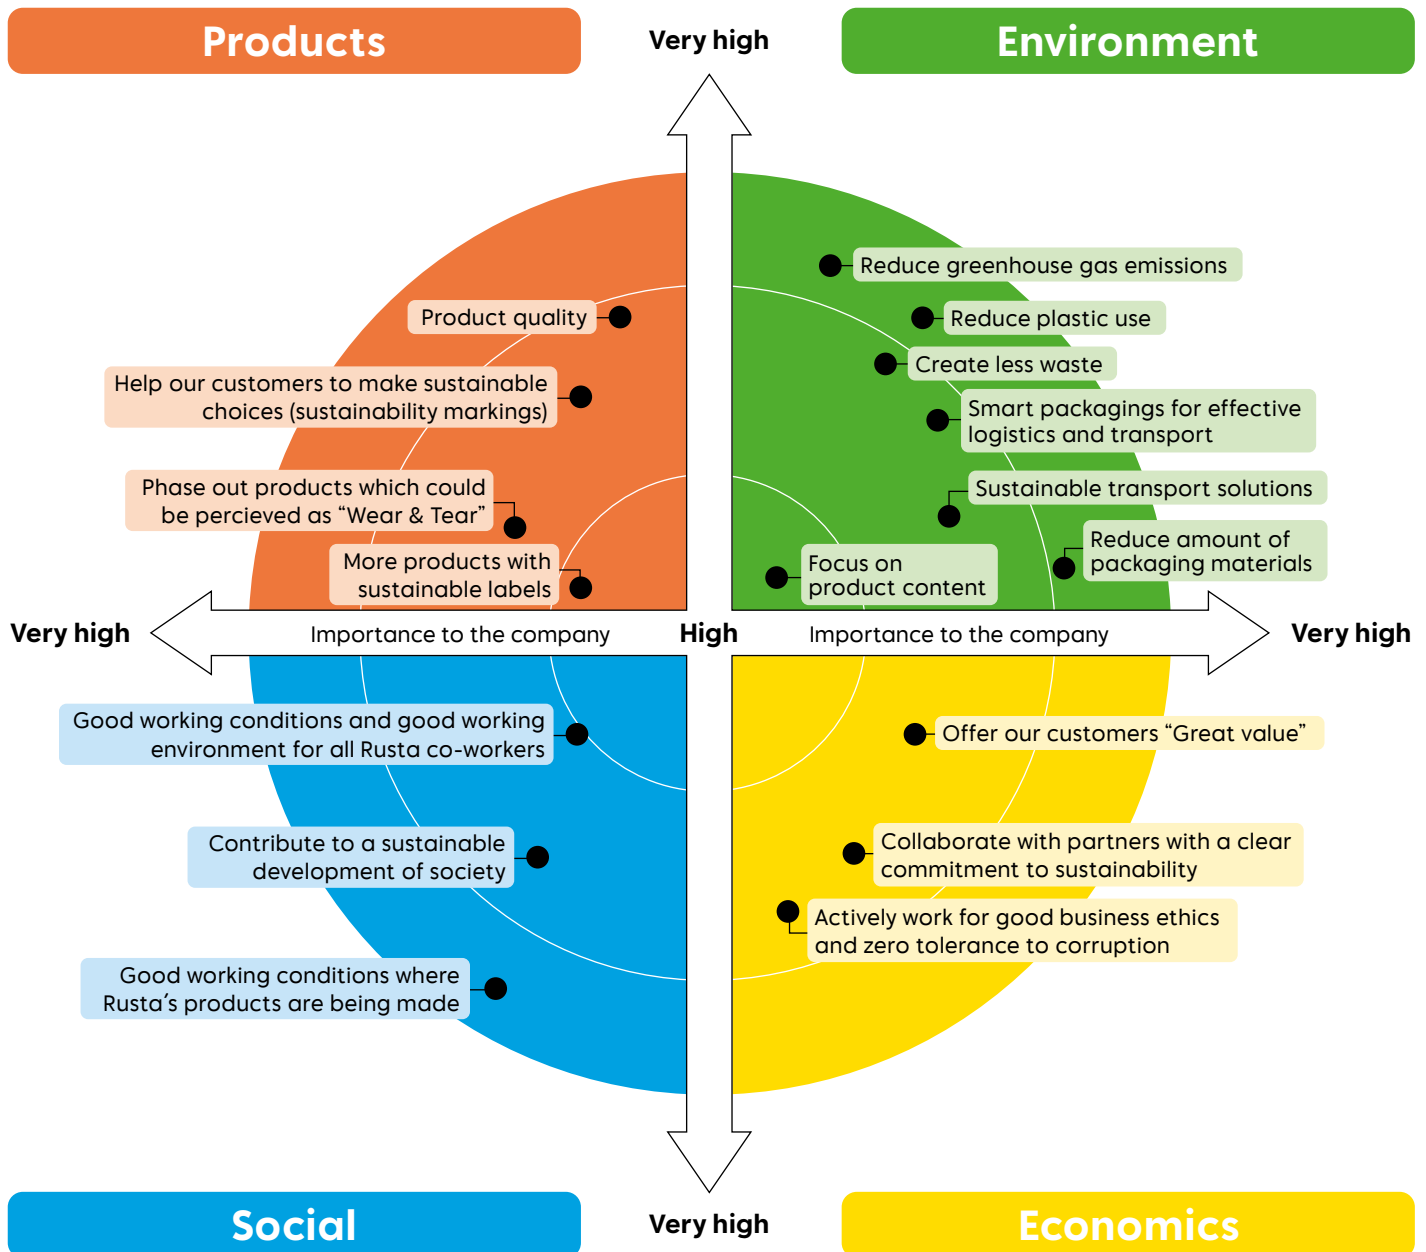 Products
Very high
Environment
Reduce greenhouse gas emissions
Product quality
Reduce plastic use
Create less waste
Help our customers to make sustainable
choices (sustainability markings)
Smart packagings for effective
logistics and transport
Phase out products which could
be percieved as “Wear & Tear”
Sustainable transport solutions
Reduce amount of
packaging materials
More products with
sustainable labels
Focus on
product content
Very high
Importance to the company
High
Importance to the company
Very high
Good working conditions and good working
environment for all Rusta co-workers
Offer our customers “Great value”
Contribute to a sustainable
development of society
Collaborate with partners with a clear
commitment to sustainability
Actively work for good business ethics
and zero tolerance to corruption
Good working conditions where
Rusta’s products are being made
Social
Very high
Economics